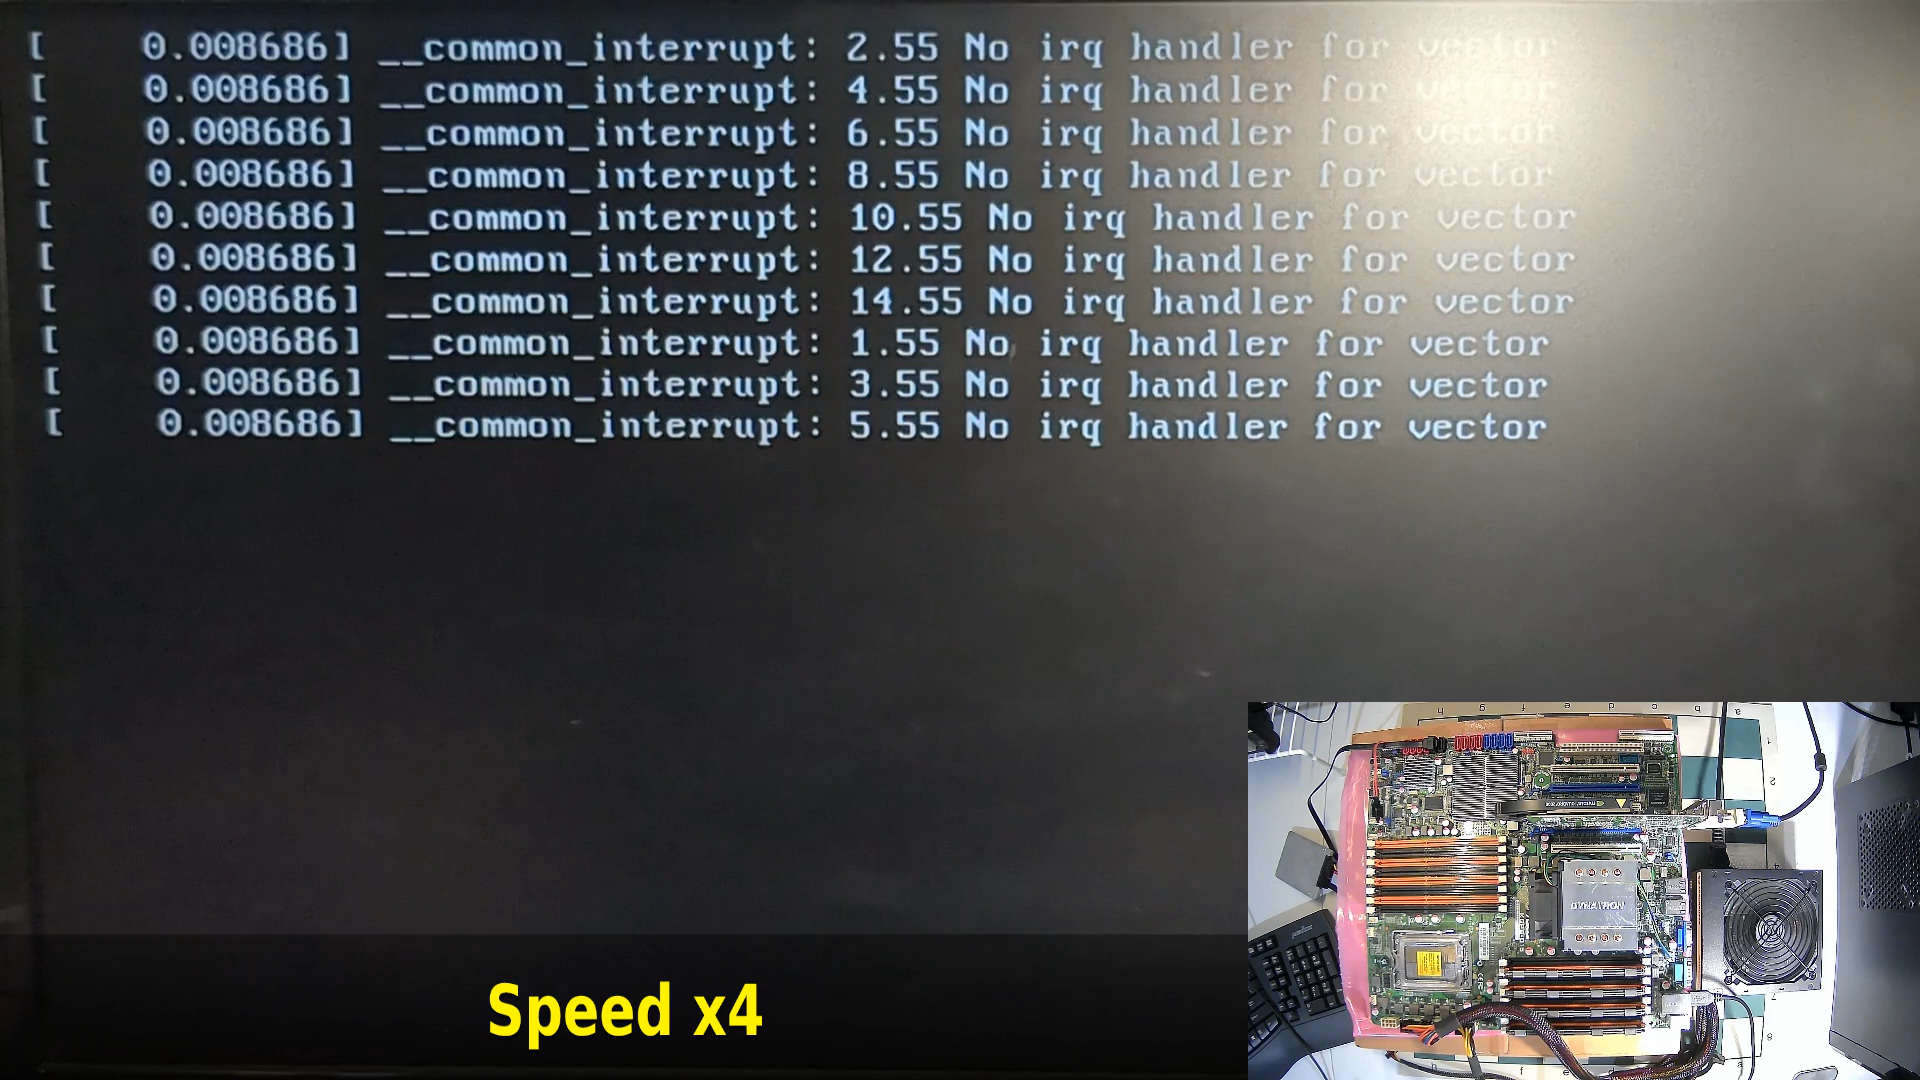 [    0.008686] __common_interrupt: 2.55 No irq handler for vector
[    0.008686] __common_interrupt: 4.55 No irq handler for vector
[    0.008686] __common_interrupt: 6.55 No irq handler for vector
[    0.008686] __common_interrupt: 8.55 No irq handler for vector
[    0.008686] __common_interrupt: 10.55 No irq handler for vector
[    0.008686] __common_interrupt: 12.55 No irq handler for vector
[    0.008686] __common_interrupt: 14.55 No irq handler for vector
[    0.008686] __common_interrupt: 1.55 No irq handler for vector
[    0.008686] __common_interrupt: 3.55 No irq handler for vector
[    0.008686] __common_interrupt: 5.55 No irq handler for vector
Speed x4
DYNATRON